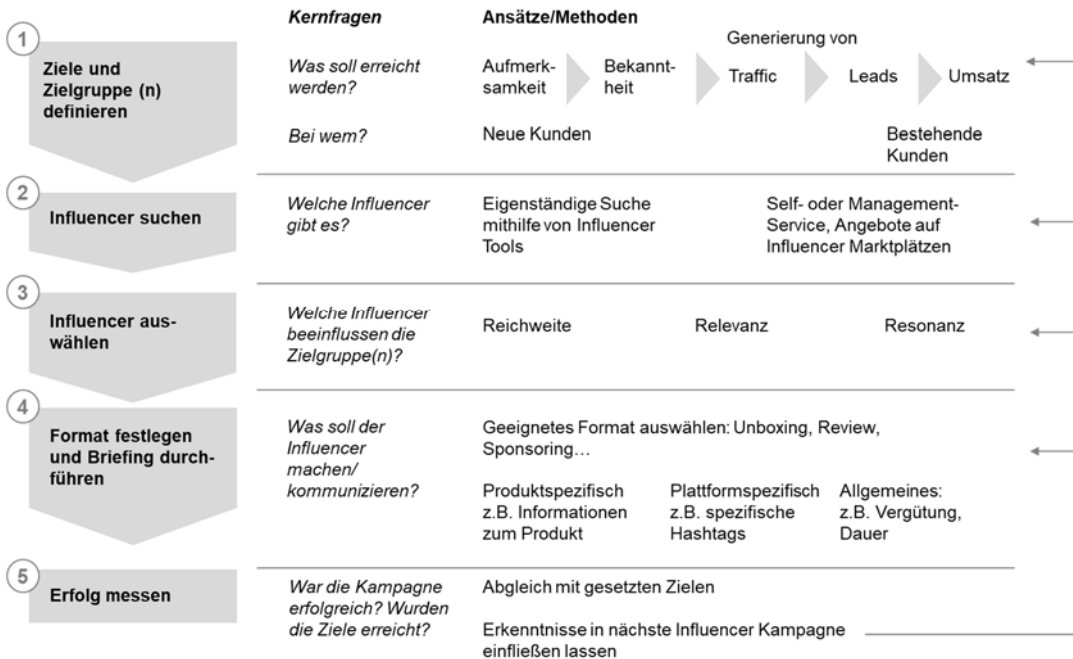 Kernfragen
Ansätze/Methoden
1
Ziele und
Zielgruppe (n)
definieren
Was soll erreicht
werden?
Generierung von
Aufmerk-
samkeit
Bekannt-
heit
Traffic
Leads
Umsatz
Bei wem?
Neue Kunden
Bestehende
Kunden
2
Influencer suchen
Welche Influencer
gibt es?
Eigenständige Suche
mithilfe von Influencer
Tools
Self- oder Management-
Service, Angebote auf
Influencer Marktplätzen
3
Influencer aus-
wählen
Welche Influencer
beeinflussen die
Zielgruppe(n)?
Reichweite
Relevanz
Resonanz
4
Format festlegen
und Briefing durch-
führen
Was soll der
Influencer
machen/
kommunizieren?
Geeignetes Format auswählen: Unboxing, Review,
Sponsoring…
Produktspezifisch
z.B. Informationen
zum Produkt
Plattformspezifisch
z.B. spezifische
Hashtags
Allgemeines:
z.B. Vergütung,
Dauer
5
Erfolg messen
War die Kampagne
erfolgreich? Wurden
die Ziele erreicht?
Abgleich mit gesetzten Zielen
Erkenntnisse in nächste Influencer Kampagne
einfließen lassen